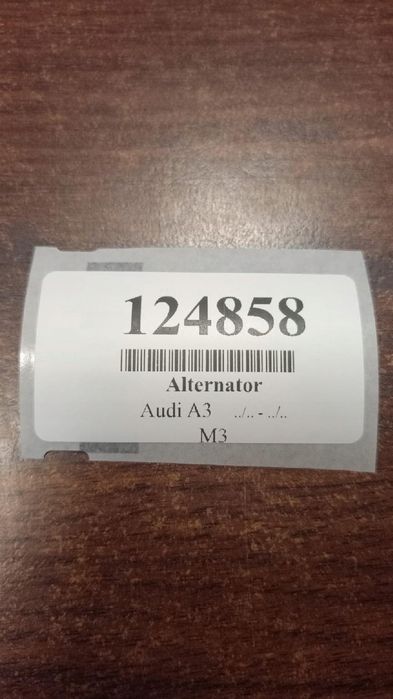 124858
Alternator
Audi A3 ../.. - ../..
M3